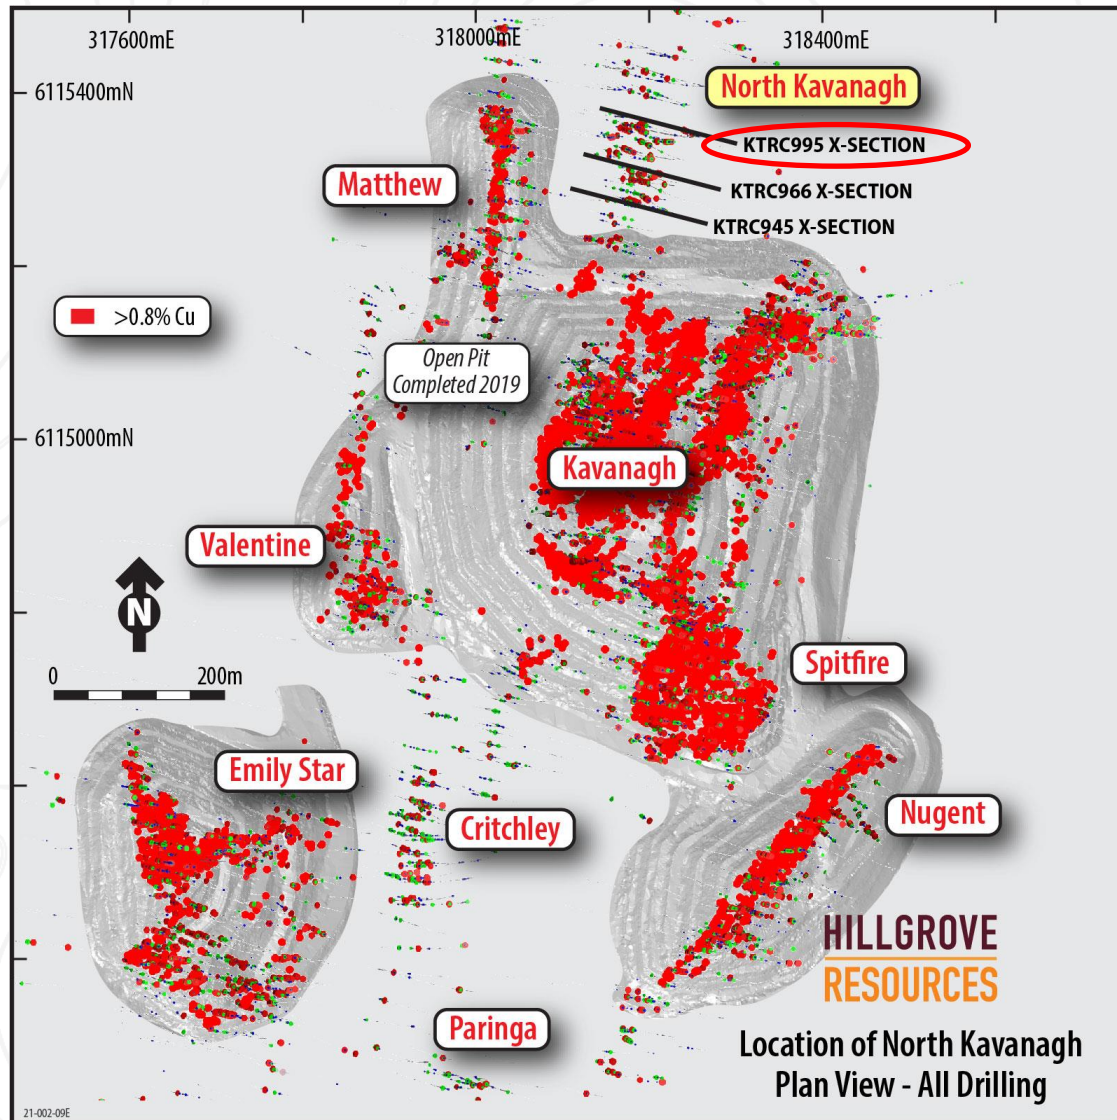 317600mE
318000mE
318400mE
6115400mN
North Kavanagh
KTRC995 X-SECTION
Matthew
KTRC966 X-SECTION
KTRC945 X-SECTION
>0.8% Cu
Open Pit
Completed 2019
6115000mN
Kavanagh
Valentine
N
0
200m
Spitfire
Emily Star
Critchley
Nugent
HILLGROVE
RESOURCES
Paringa
Location of North Kavanagh
Plan View - All Drilling
21-002-09E